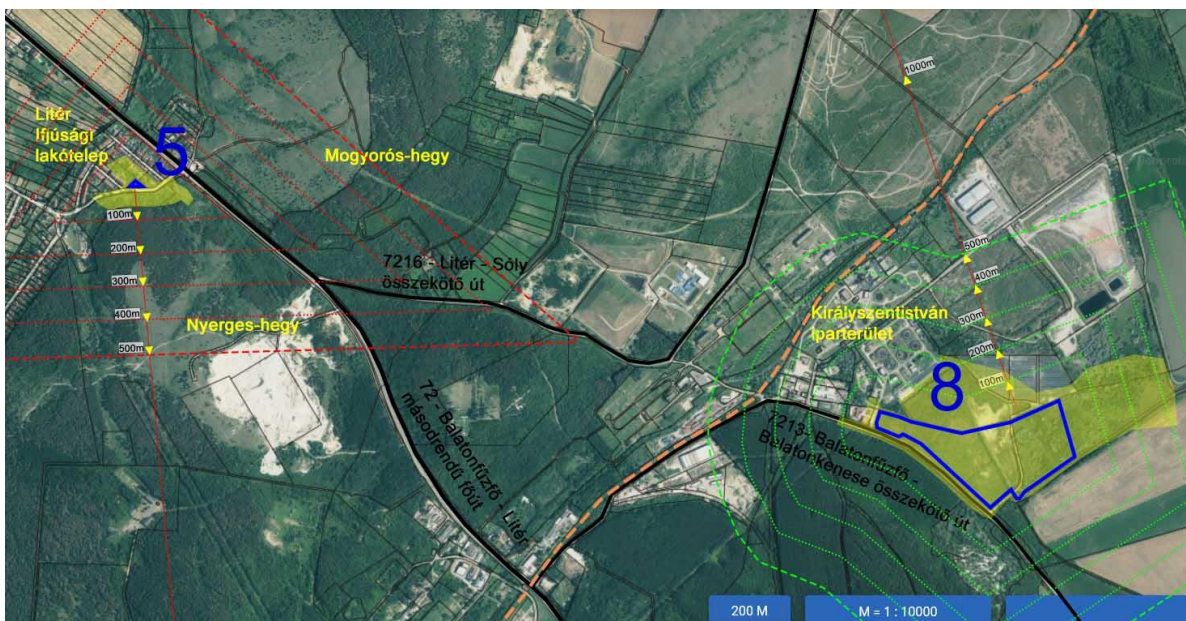 Litér
Ifjúsági
lakótelep
5
100m
200m
300m
400m
500m
Mogyorós-hegy
Nyerges-hegy
7216 - Litér - Sóly
összekötő út
72 - Balatonfűzfő - Litér
másodrendű főút
1000m
500m
400m
300m
200m
100m
Királyszentistván
Iparterület
8
7213- Balatonfűzfő -
Belatonkenese összekötő út
200 M
M = 1 : 10000